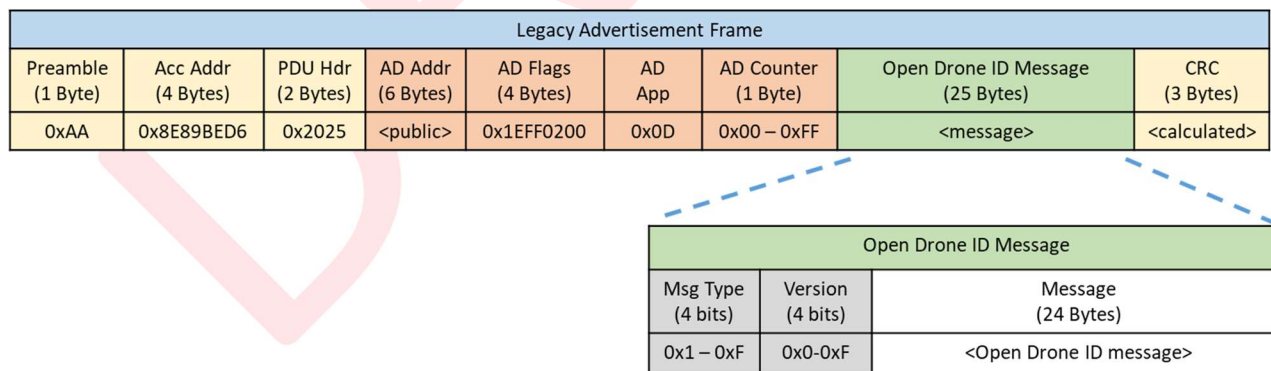 Legacy Advertisement Frame
Preamble (1 Byte) Acc Addr (4 Bytes) PDU Hdr (2 Bytes) AD Addr (6 Bytes) AD Flags (4 Bytes) AD App AD Counter (1 Byte) Open Drone ID Message (25 Bytes) CRC (3 Bytes)
0xAA 0x8E89BED6 0x2025 <public> 0x1EFF0200 0x0D 0x00 – 0xFF <message> <calculated>
Open Drone ID Message
Msg Type (4 bits) Version (4 bits) Message (24 Bytes)
0x1 – 0xF 0x0-0xF <Open Drone ID message>